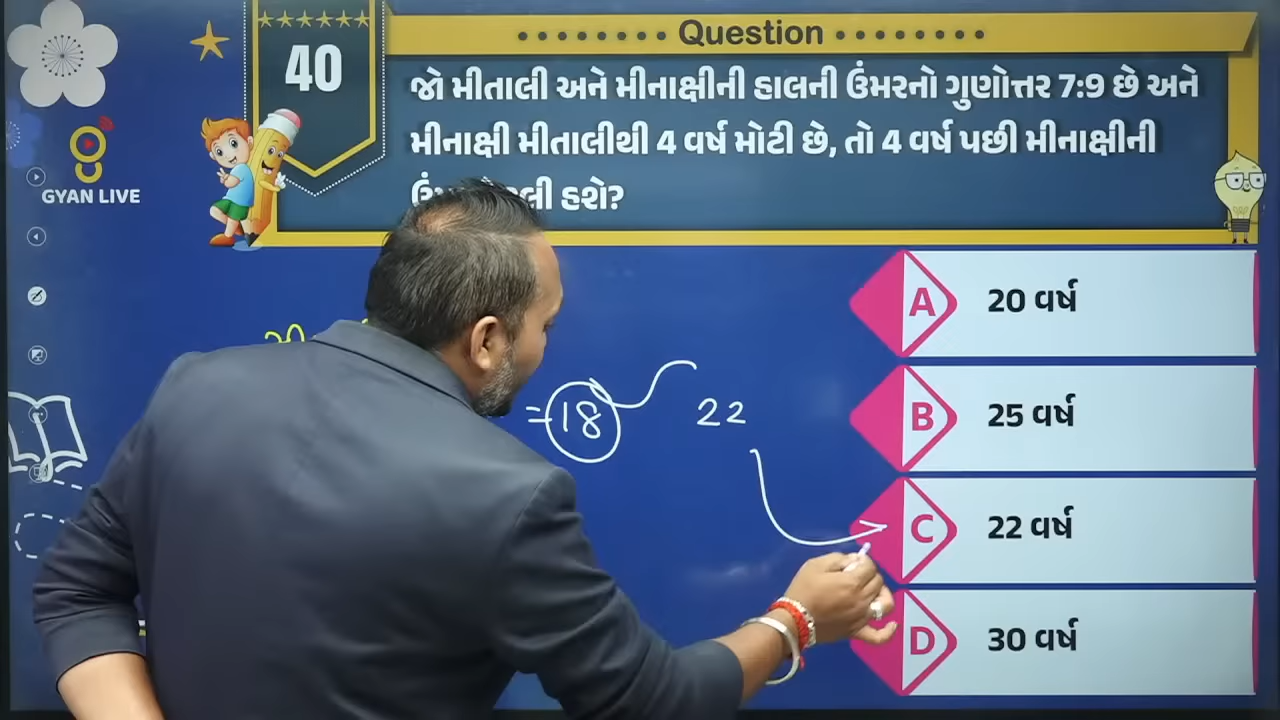 Question
40
જો મીતાલી અને મીનાક્ષીની હાલની ઉંમરનો ગુણોત્તર 7:9 છે અને
મીનાક્ષી મીતાલીથી 4 વર્ષ મોટી છે, તો 4 વર્ષ પછી મીનાક્ષીની
હશે?
GYAN LIVE
=18
22
A 20 વર્ષ
B 25 વર્ષ
C 22 વર્ષ
D 30 વર્ષ